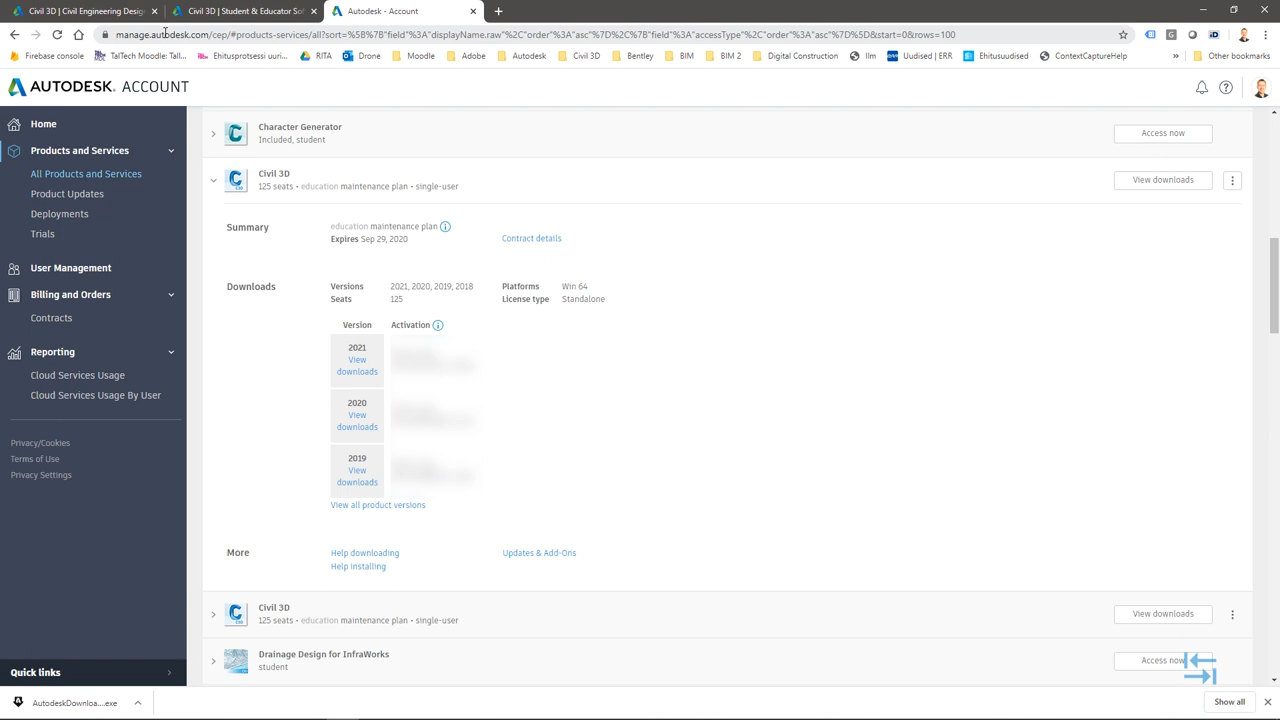 Civil 3D | Civil Engineering Design
Civil 3D | Student & Educator Sof
Autodesk - Account
manage.autodesk.com/cep/#products-services/all?sort=%5B%7B"field"%3A"displayName.raw"%2C"order"%3A"asc"%7D%2C%7B"field"%3A"accessType"%2C"order"%3A"asc"%7D%5D&start=0&rows=100
Firebase console
TalTech Moodle: Tall...
Ehitusprotsessi uuri...
RITA
Drone
Moodle
Adobe
Autodesk
Civil 3D
Bentley
BIM
BIM 2
Digital Construction
Ilm
Uudised | ERR
Ehitusuudised
ContextCaptureHelp
»
Other bookmarks
AUTODESK. ACCOUNT
Home
Products and Services
All Products and Services
Product Updates
Deployments
Trials
User Management
Billing and Orders
Contracts
Reporting
Cloud Services Usage
Cloud Services Usage By User
Privacy/Cookies
Terms of Use
Privacy Settings
Quick links
Character Generator
Included, student
Access now
Civil 3D
125 seats • education maintenance plan • single-user
View downloads
Summary
education maintenance plan
Expires Sep 29, 2020
Contract details
Downloads
Versions 2021, 2020, 2019, 2018
Seats 125
Platforms Win 64
License type Standalone
Version Activation
2021
View
downloads
2020
View
downloads
2019
View
downloads
View all product versions
More
Help downloading
Help installing
Updates & Add-Ons
Civil 3D
125 seats • education maintenance plan • single-user
View downloads
Drainage Design for InfraWorks
student
Access now
AutodeskDownloa....exe
Show all